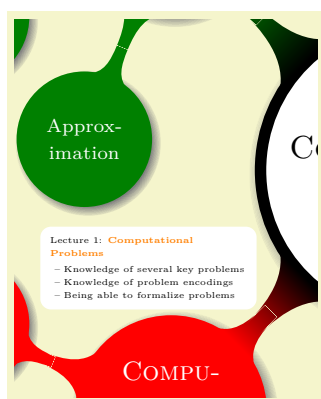 Approx-
imation
Co
Lecture 1: Computational
Problems
– Knowledge of several key problems
– Knowledge of problem encodings
– Being able to formalize problems
Compu-